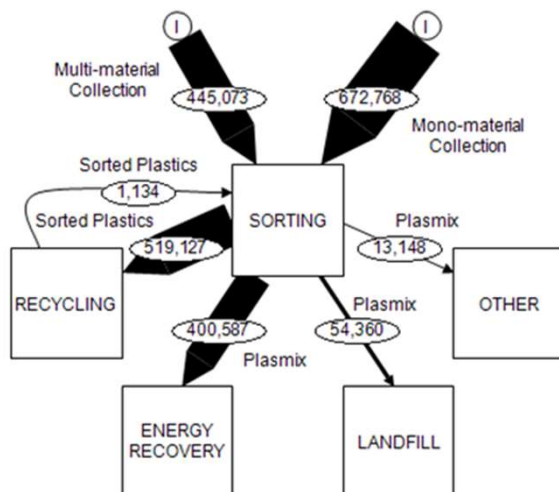 I
I
Multi-material
Collection
445,073
672,768
Mono-material
Collection
Sorted Plastics
1,134
Sorted Plastics
519,127
SORTING
Plasmix
13,148
RECYCLING
OTHER
400,587
Plasmix
Plasmix
54,360
ENERGY
RECOVERY
LANDFILL